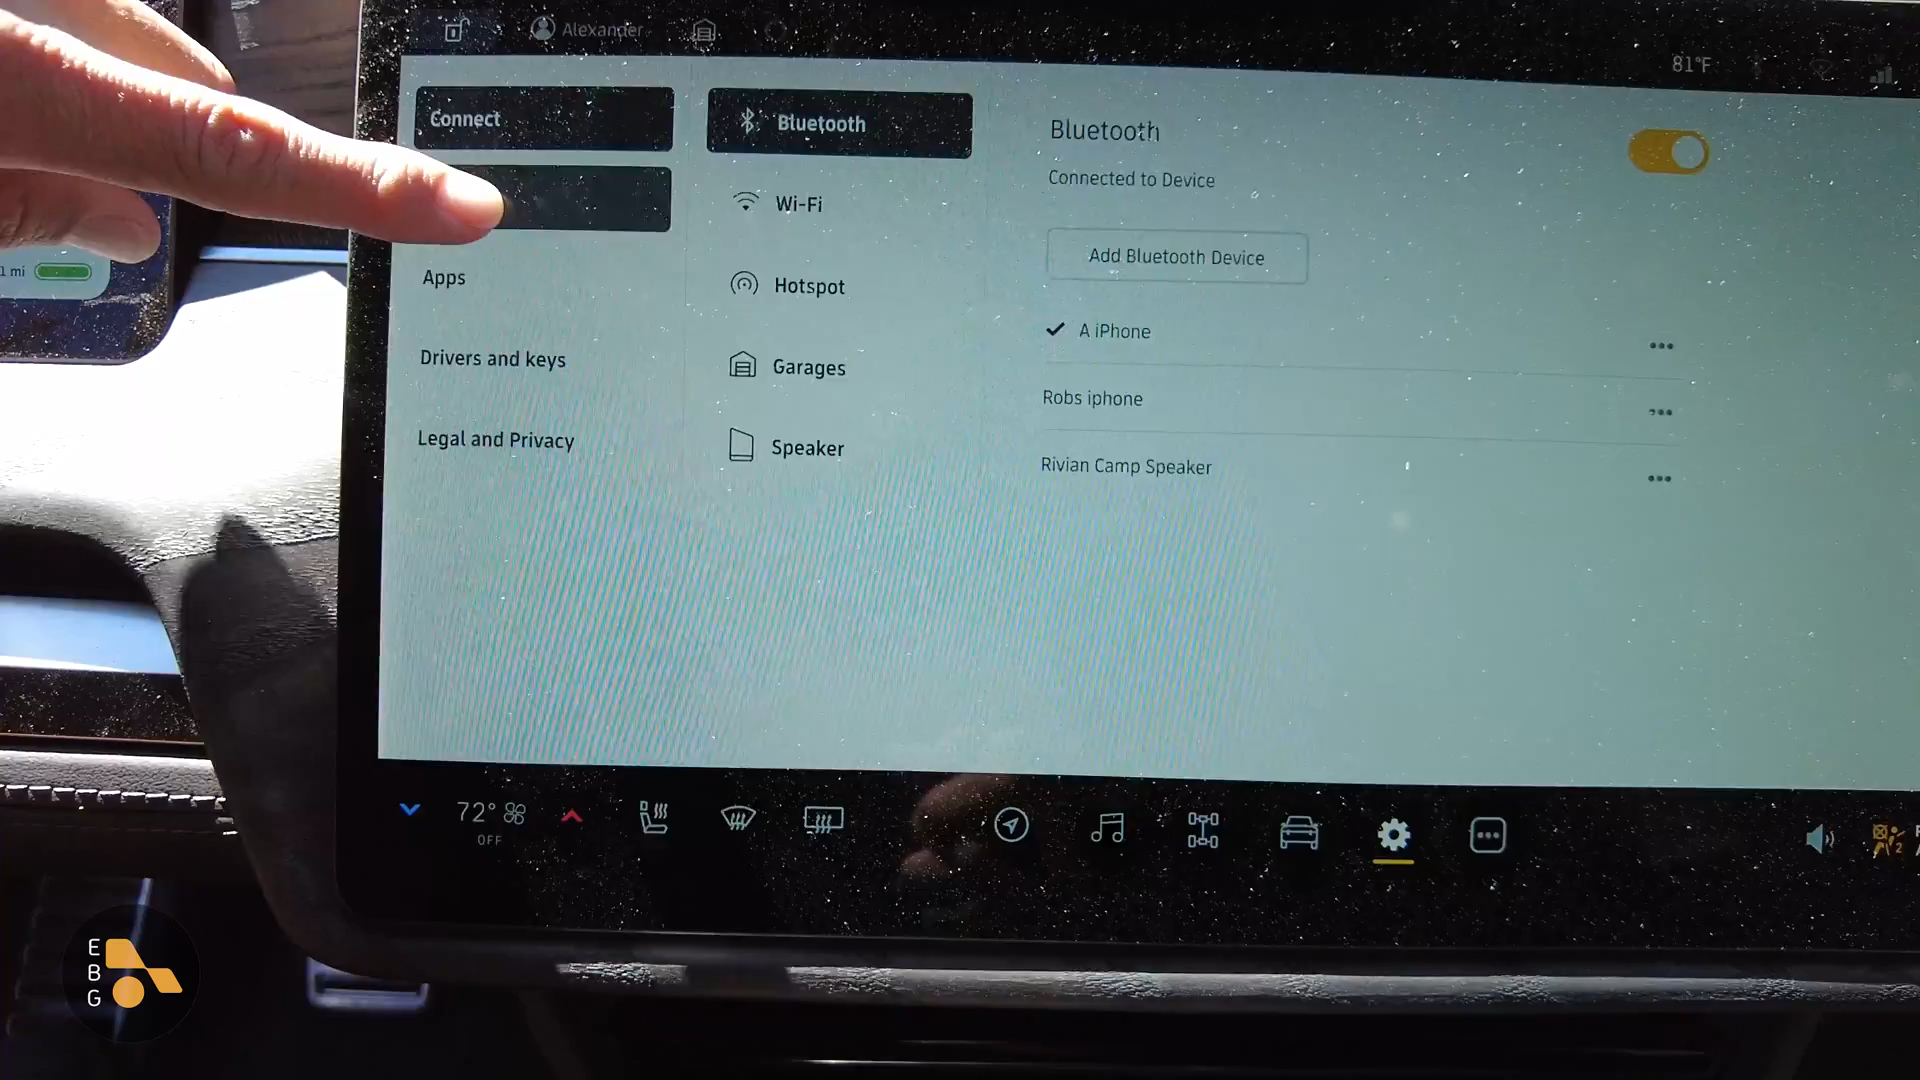 Alexander
81°F
Connect
Bluetooth
Wi-Fi
Hotspot
Garages
Speaker
Apps
Drivers and keys
Legal and Privacy
Bluetooth
Connected to Device
Add Bluetooth Device
A iPhone
Robs iphone
Rivian Camp Speaker
1 mi
72°
OFF
E
B
G